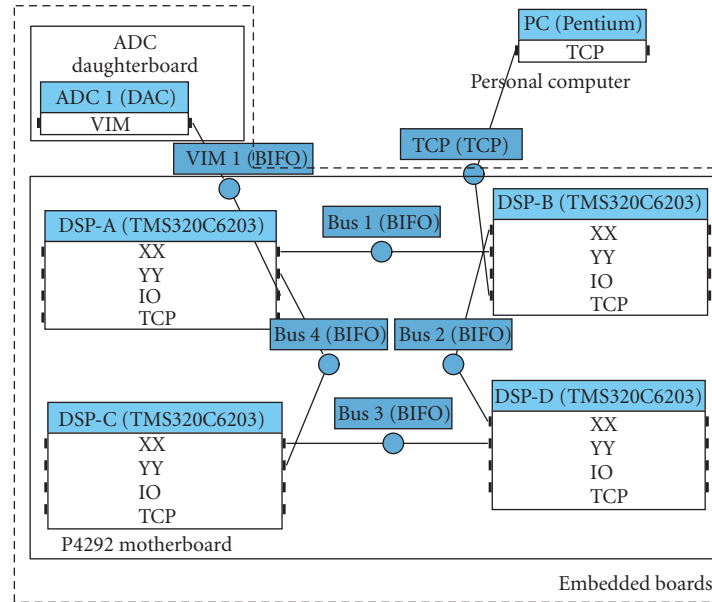 ADC
daughterboard
ADC 1 (DAC)
VIM
PC (Pentium)
TCP
Personal computer
VIM 1 (BIFO)
TCP (TCP)
DSP-A (TMS320C6203)
XX
YY
IO
TCP
Bus 1 (BIFO)
DSP-B (TMS320C6203)
XX
YY
IO
TCP
Bus 4 (BIFO)
Bus 2 (BIFO)
DSP-C (TMS320C6203)
XX
YY
IO
TCP
Bus 3 (BIFO)
DSP-D (TMS320C6203)
XX
YY
IO
TCP
P4292 motherboard
Embedded boards